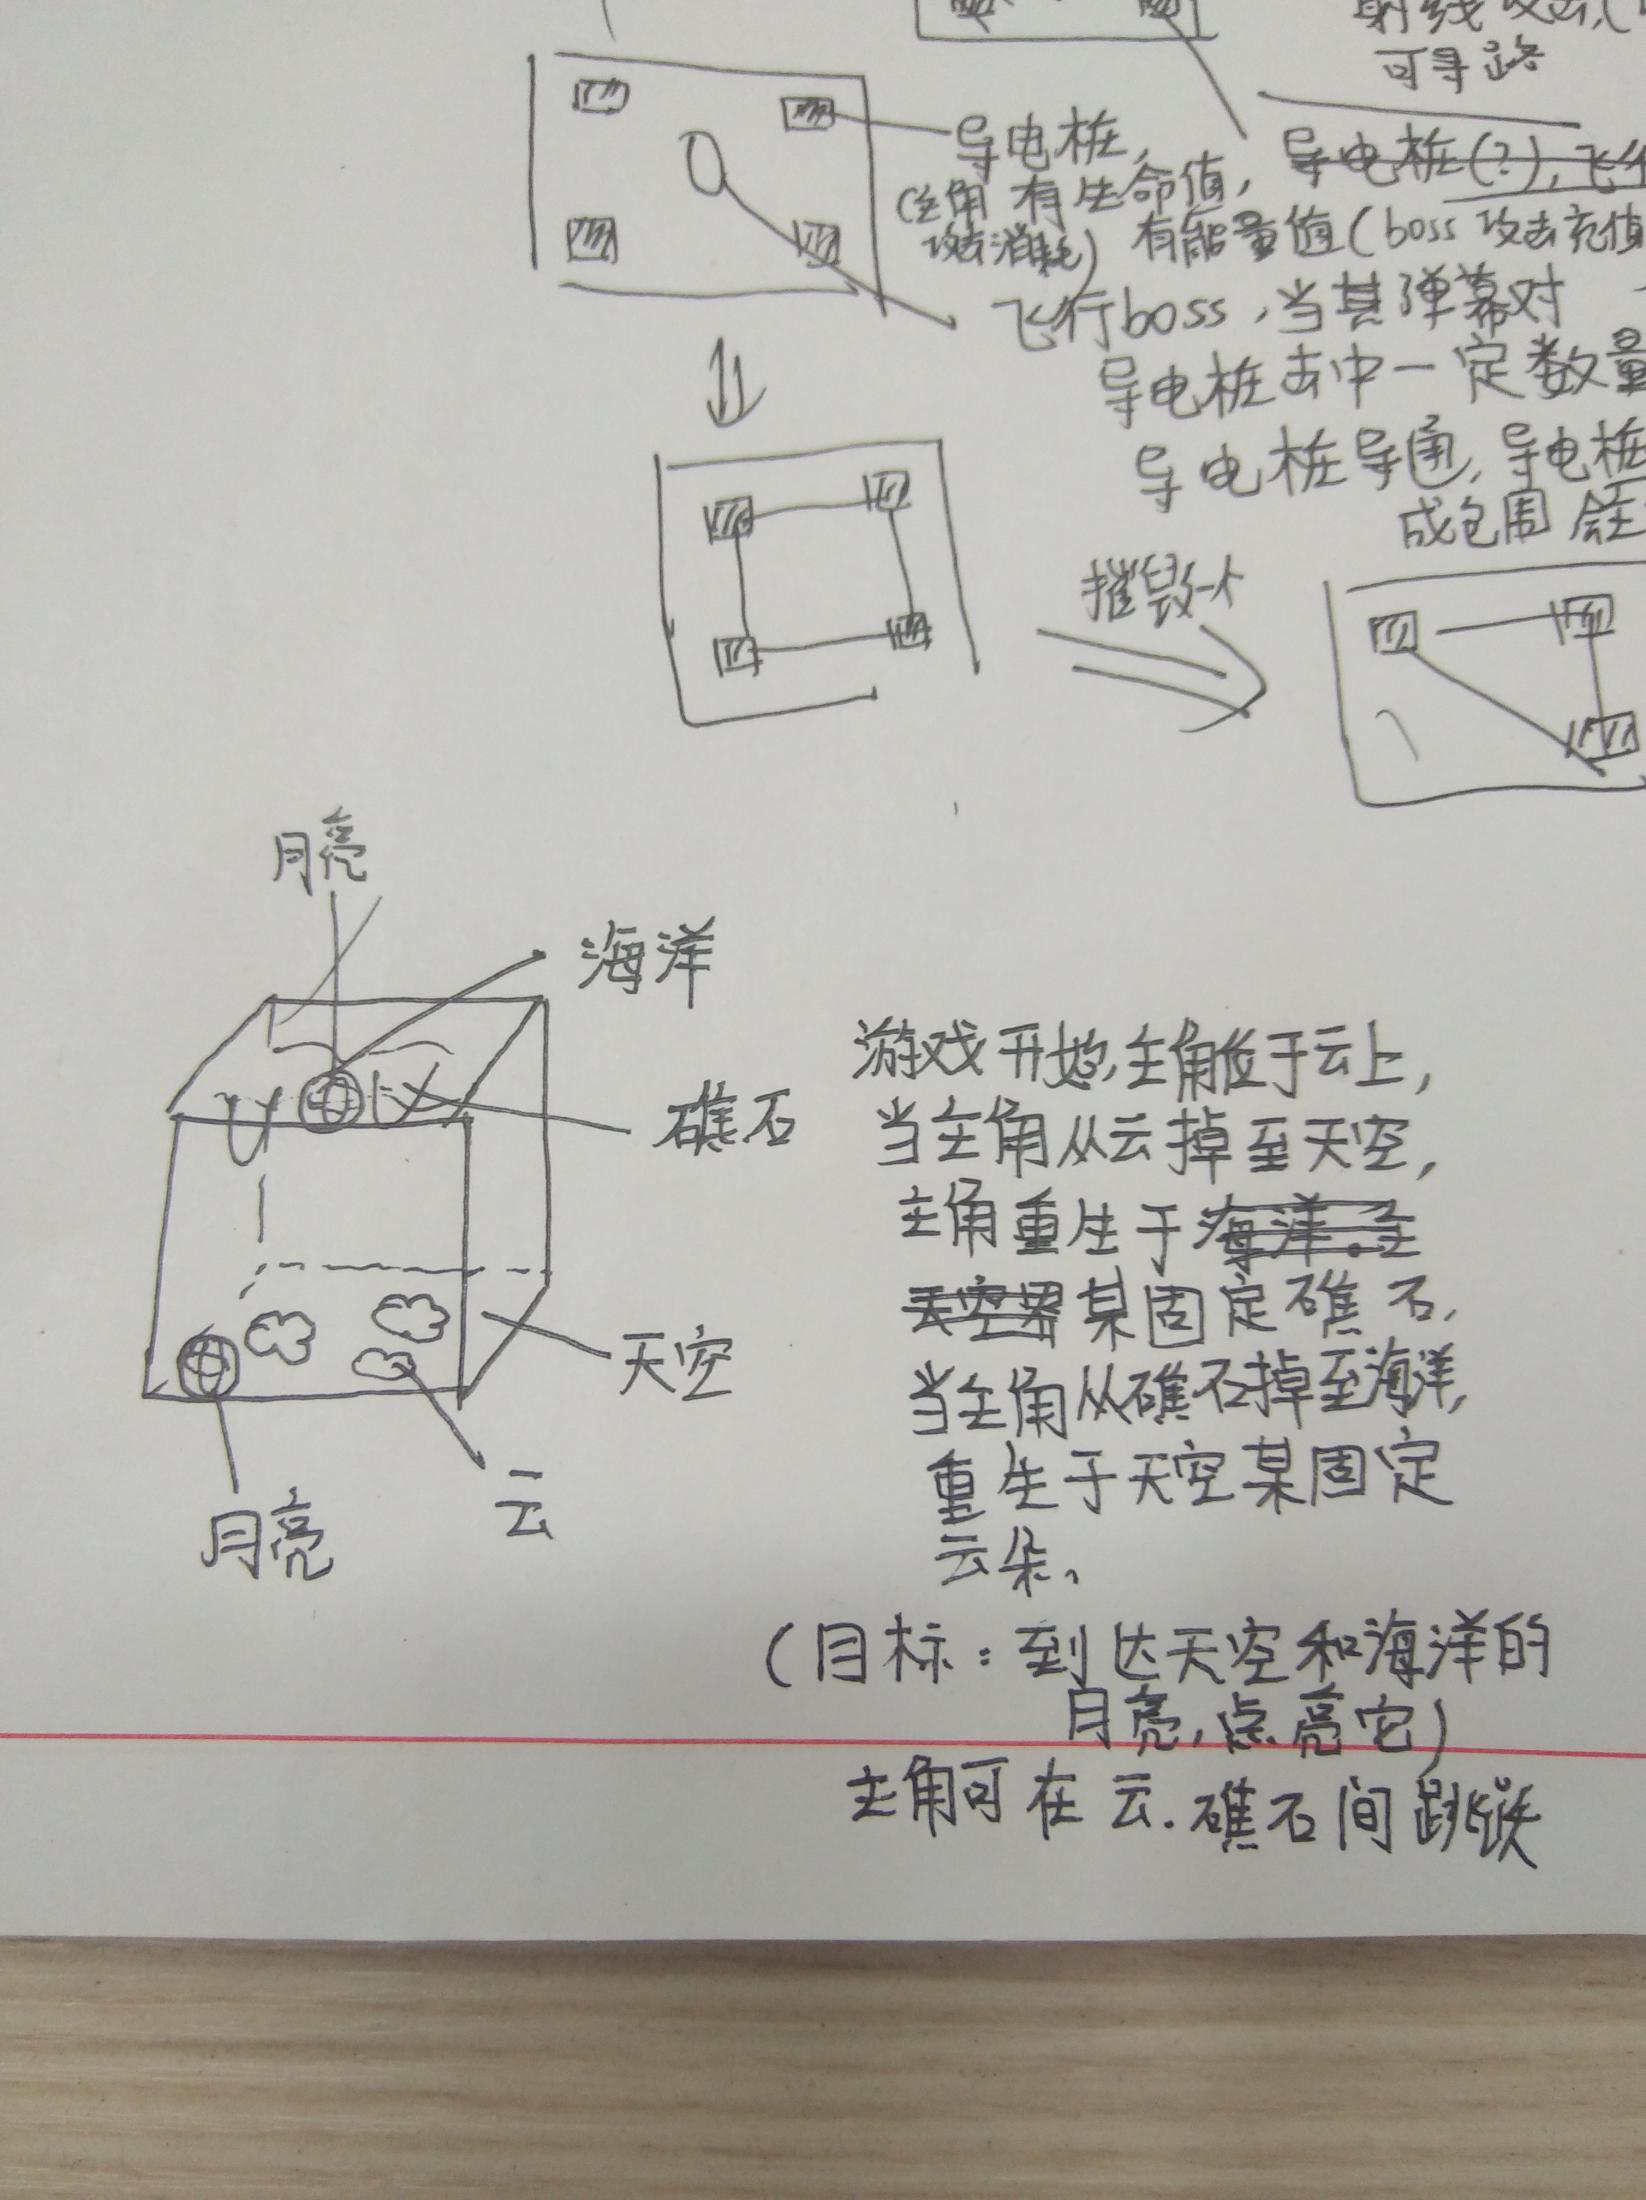 射线攻击,(
可寻路
导电桩,
导电桩(?),飞行
(主角 有生命值,
攻击消耗) 有能量值(boss 攻击充值
飞行boss,当其弹幕对
导电桩击中一定数量
导电桩导通,导电桩
成包围 会
摧毁一个
月亮
海洋
礁石
天空
云
月亮
游戏开始,主角位于云上,
当主角从云掉至天空,
主角重生于海洋.主
天空某固定礁石,
当主角从礁石掉至海洋,
重生于天空某固定
云朵、
(目标:到达天空和海洋的
月亮,点亮它)
主角可在云.礁石间跳跃